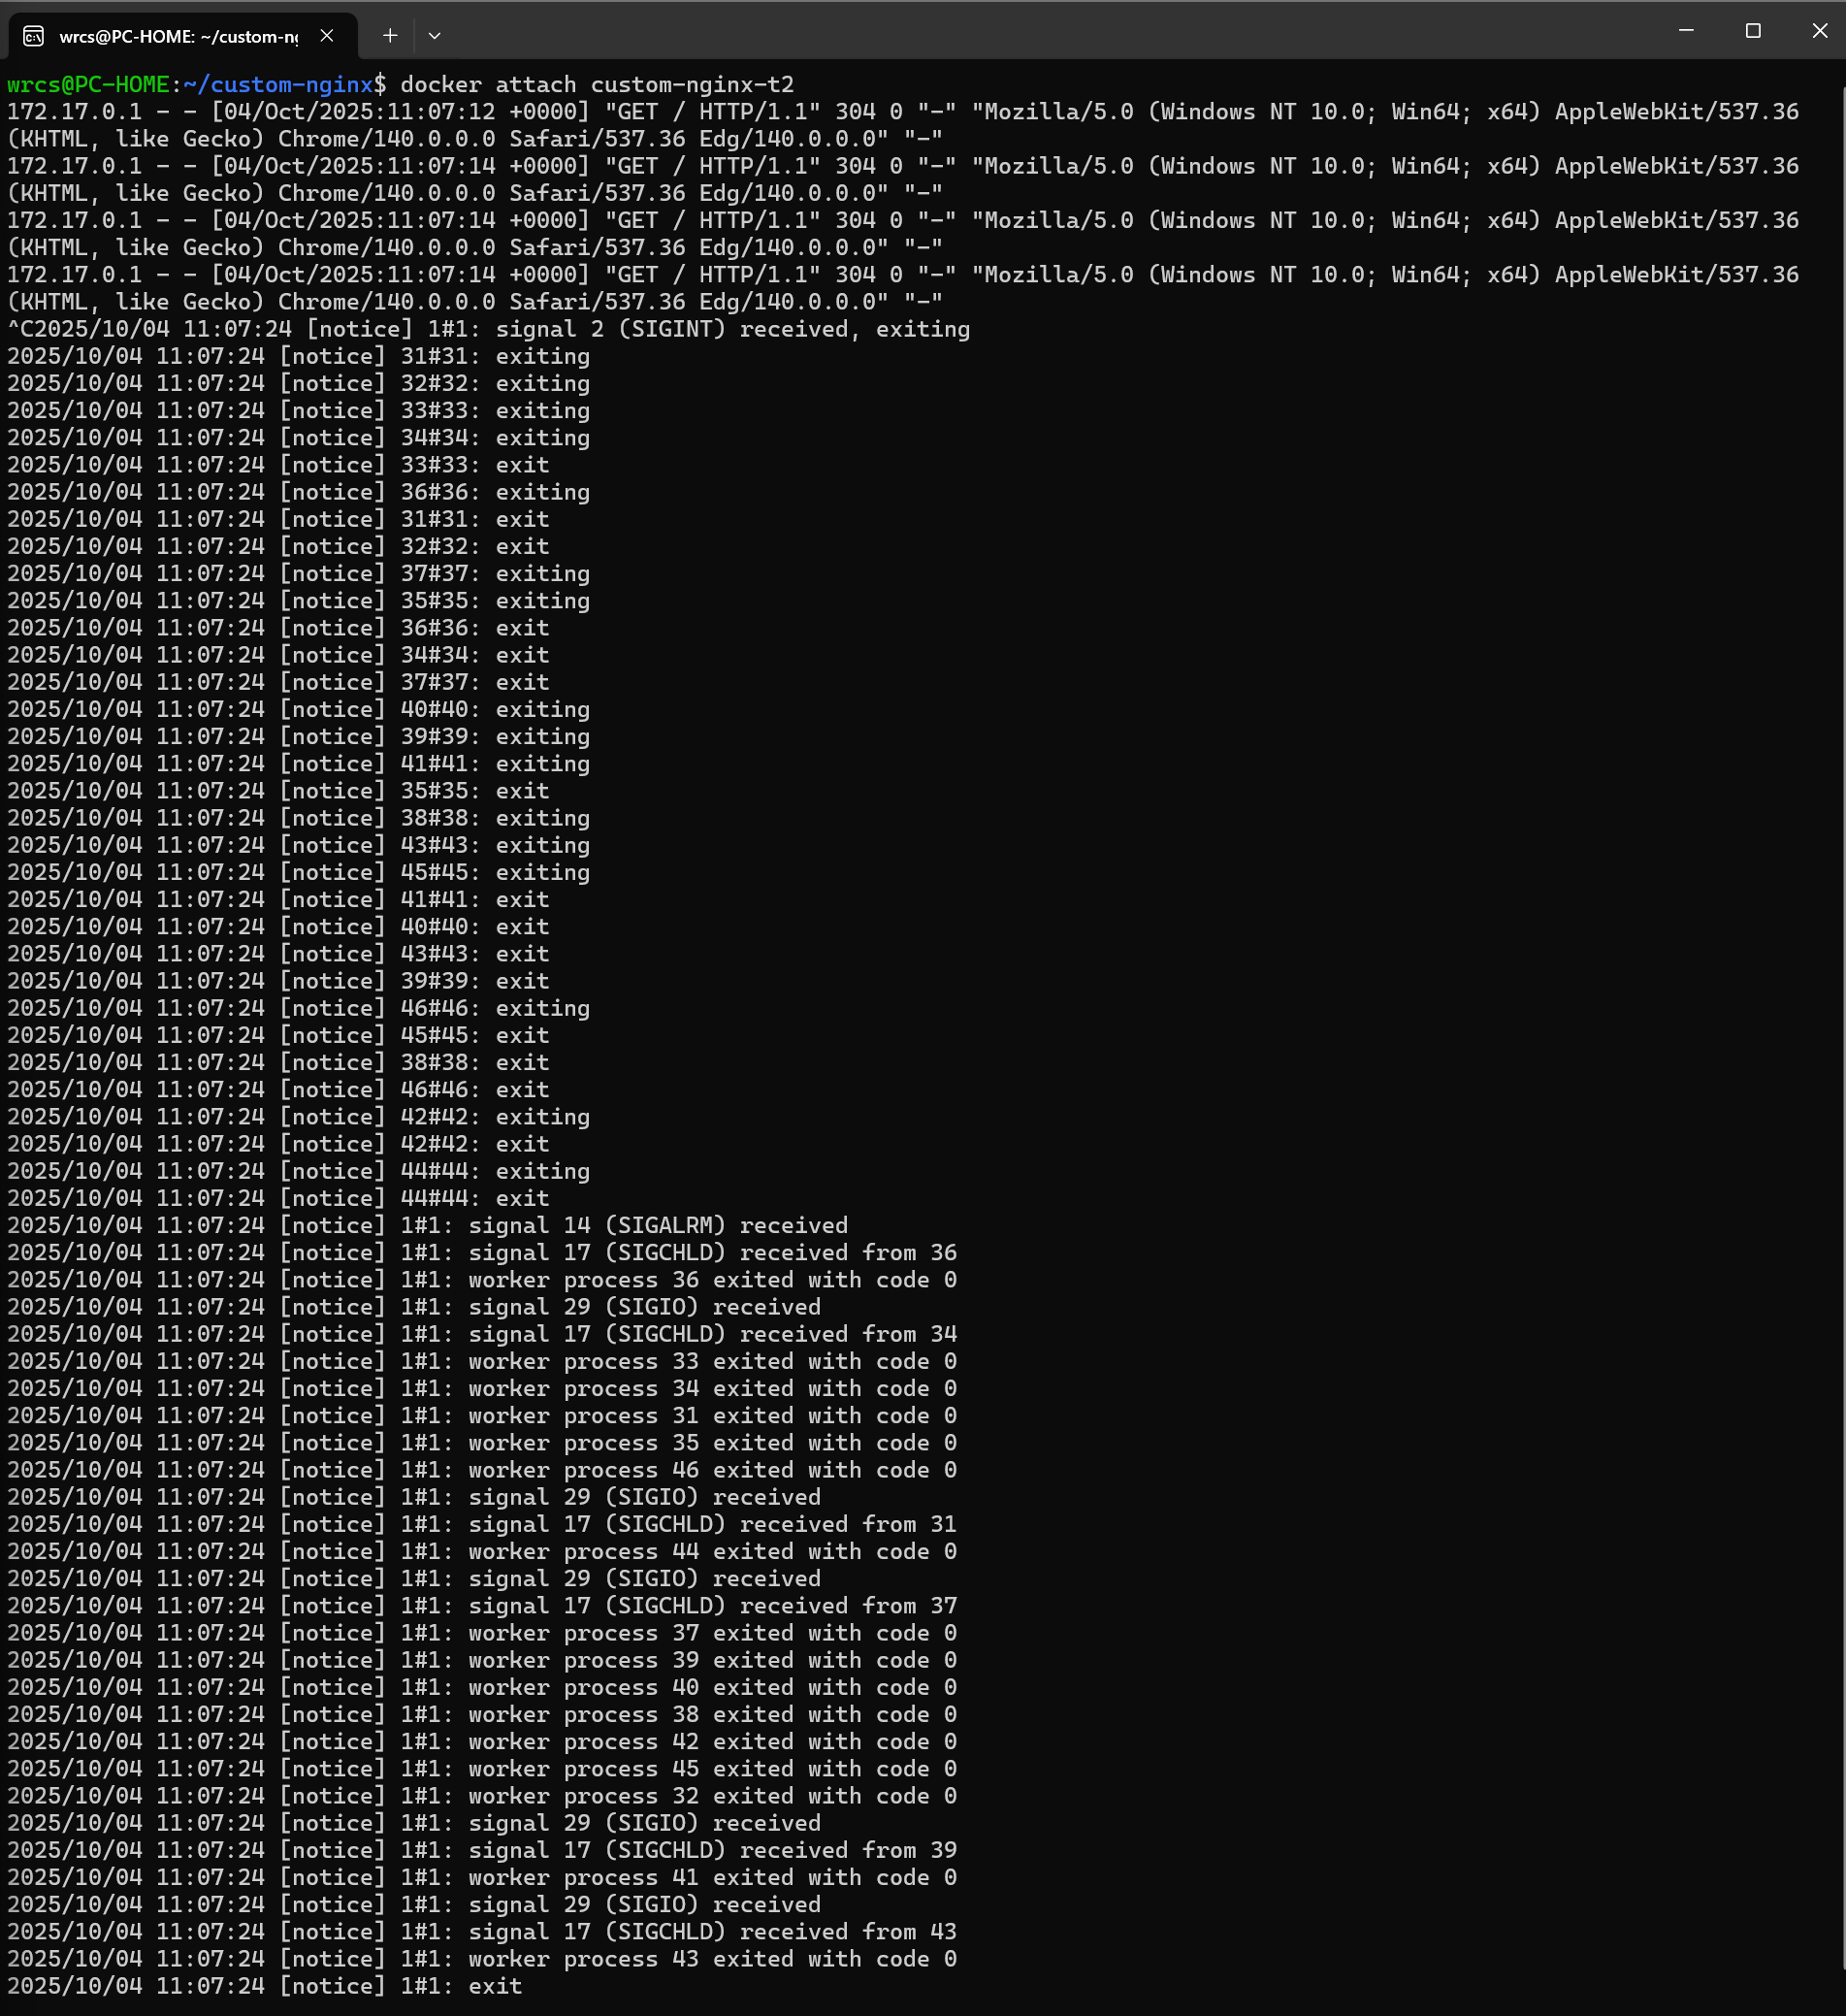 wrcs@PC-HOME: ~/custom-ng
wrcs@PC-HOME:~/custom-nginx$ docker attach custom-nginx-t2
172.17.0.1 - - [04/Oct/2025:11:07:12 +0000] "GET / HTTP/1.1" 304 0 "-" "Mozilla/5.0 (Windows NT 10.0; Win64; x64) AppleWebKit/537.36
(KHTML, like Gecko) Chrome/140.0.0.0 Safari/537.36 Edg/140.0.0.0" "-"
172.17.0.1 - - [04/Oct/2025:11:07:14 +0000] "GET / HTTP/1.1" 304 0 "-" "Mozilla/5.0 (Windows NT 10.0; Win64; x64) AppleWebKit/537.36
(KHTML, like Gecko) Chrome/140.0.0.0 Safari/537.36 Edg/140.0.0.0" "-"
172.17.0.1 - - [04/Oct/2025:11:07:14 +0000] "GET / HTTP/1.1" 304 0 "-" "Mozilla/5.0 (Windows NT 10.0; Win64; x64) AppleWebKit/537.36
(KHTML, like Gecko) Chrome/140.0.0.0 Safari/537.36 Edg/140.0.0.0" "-"
172.17.0.1 - - [04/Oct/2025:11:07:14 +0000] "GET / HTTP/1.1" 304 0 "-" "Mozilla/5.0 (Windows NT 10.0; Win64; x64) AppleWebKit/537.36
(KHTML, like Gecko) Chrome/140.0.0.0 Safari/537.36 Edg/140.0.0.0" "-"
^C2025/10/04 11:07:24 [notice] 1#1: signal 2 (SIGINT) received, exiting
2025/10/04 11:07:24 [notice] 31#31: exiting
2025/10/04 11:07:24 [notice] 32#32: exiting
2025/10/04 11:07:24 [notice] 33#33: exiting
2025/10/04 11:07:24 [notice] 34#34: exiting
2025/10/04 11:07:24 [notice] 33#33: exit
2025/10/04 11:07:24 [notice] 36#36: exiting
2025/10/04 11:07:24 [notice] 31#31: exit
2025/10/04 11:07:24 [notice] 32#32: exit
2025/10/04 11:07:24 [notice] 37#37: exiting
2025/10/04 11:07:24 [notice] 35#35: exiting
2025/10/04 11:07:24 [notice] 36#36: exit
2025/10/04 11:07:24 [notice] 34#34: exit
2025/10/04 11:07:24 [notice] 37#37: exit
2025/10/04 11:07:24 [notice] 40#40: exiting
2025/10/04 11:07:24 [notice] 39#39: exiting
2025/10/04 11:07:24 [notice] 41#41: exiting
2025/10/04 11:07:24 [notice] 35#35: exit
2025/10/04 11:07:24 [notice] 38#38: exiting
2025/10/04 11:07:24 [notice] 43#43: exiting
2025/10/04 11:07:24 [notice] 45#45: exiting
2025/10/04 11:07:24 [notice] 41#41: exit
2025/10/04 11:07:24 [notice] 40#40: exit
2025/10/04 11:07:24 [notice] 43#43: exit
2025/10/04 11:07:24 [notice] 39#39: exit
2025/10/04 11:07:24 [notice] 46#46: exiting
2025/10/04 11:07:24 [notice] 45#45: exit
2025/10/04 11:07:24 [notice] 38#38: exit
2025/10/04 11:07:24 [notice] 46#46: exit
2025/10/04 11:07:24 [notice] 42#42: exiting
2025/10/04 11:07:24 [notice] 42#42: exit
2025/10/04 11:07:24 [notice] 44#44: exiting
2025/10/04 11:07:24 [notice] 44#44: exit
2025/10/04 11:07:24 [notice] 1#1: signal 14 (SIGALRM) received
2025/10/04 11:07:24 [notice] 1#1: signal 17 (SIGCHLD) received from 36
2025/10/04 11:07:24 [notice] 1#1: worker process 36 exited with code 0
2025/10/04 11:07:24 [notice] 1#1: signal 29 (SIGIO) received
2025/10/04 11:07:24 [notice] 1#1: signal 17 (SIGCHLD) received from 34
2025/10/04 11:07:24 [notice] 1#1: worker process 33 exited with code 0
2025/10/04 11:07:24 [notice] 1#1: worker process 34 exited with code 0
2025/10/04 11:07:24 [notice] 1#1: worker process 31 exited with code 0
2025/10/04 11:07:24 [notice] 1#1: worker process 35 exited with code 0
2025/10/04 11:07:24 [notice] 1#1: worker process 46 exited with code 0
2025/10/04 11:07:24 [notice] 1#1: signal 29 (SIGIO) received
2025/10/04 11:07:24 [notice] 1#1: signal 17 (SIGCHLD) received from 31
2025/10/04 11:07:24 [notice] 1#1: worker process 44 exited with code 0
2025/10/04 11:07:24 [notice] 1#1: signal 29 (SIGIO) received
2025/10/04 11:07:24 [notice] 1#1: signal 17 (SIGCHLD) received from 37
2025/10/04 11:07:24 [notice] 1#1: worker process 37 exited with code 0
2025/10/04 11:07:24 [notice] 1#1: worker process 39 exited with code 0
2025/10/04 11:07:24 [notice] 1#1: worker process 40 exited with code 0
2025/10/04 11:07:24 [notice] 1#1: worker process 38 exited with code 0
2025/10/04 11:07:24 [notice] 1#1: worker process 42 exited with code 0
2025/10/04 11:07:24 [notice] 1#1: worker process 45 exited with code 0
2025/10/04 11:07:24 [notice] 1#1: worker process 32 exited with code 0
2025/10/04 11:07:24 [notice] 1#1: signal 29 (SIGIO) received
2025/10/04 11:07:24 [notice] 1#1: signal 17 (SIGCHLD) received from 39
2025/10/04 11:07:24 [notice] 1#1: worker process 41 exited with code 0
2025/10/04 11:07:24 [notice] 1#1: signal 29 (SIGIO) received
2025/10/04 11:07:24 [notice] 1#1: signal 17 (SIGCHLD) received from 43
2025/10/04 11:07:24 [notice] 1#1: worker process 43 exited with code 0
2025/10/04 11:07:24 [notice] 1#1: exit